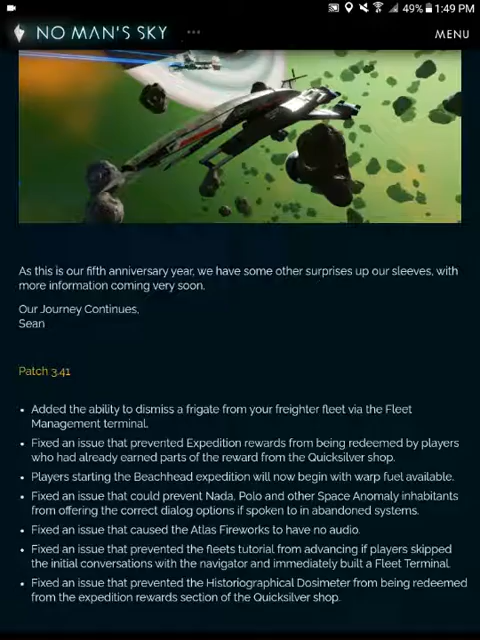 49% 1:49 PM
NO MAN'S SKY ... MENU
As this is our fifth anniversary year, we have some other surprises up our sleeves, with
more information coming very soon.
Our Journey Continues,
Sean
Patch 3.41
• Added the ability to dismiss a frigate from your freighter fleet via the Fleet
Management terminal.
• Fixed an issue that prevented Expedition rewards from being redeemed by players
who had already earned parts of the reward from the Quicksilver shop.
• Players starting the Beachhead expedition will now begin with warp fuel available.
• Fixed an issue that could prevent Nada, Polo and other Space Anomaly inhabitants
from offering the correct dialog options if spoken to in abandoned systems.
• Fixed an issue that caused the Atlas Fireworks to have no audio.
• Fixed an issue that prevented the fleets tutorial from advancing if players skipped
the initial conversations with the navigator and immediately built a Fleet Terminal.
• Fixed an issue that prevented the Historiographical Dosimeter from being redeemed
from the expedition rewards section of the Quicksilver shop.